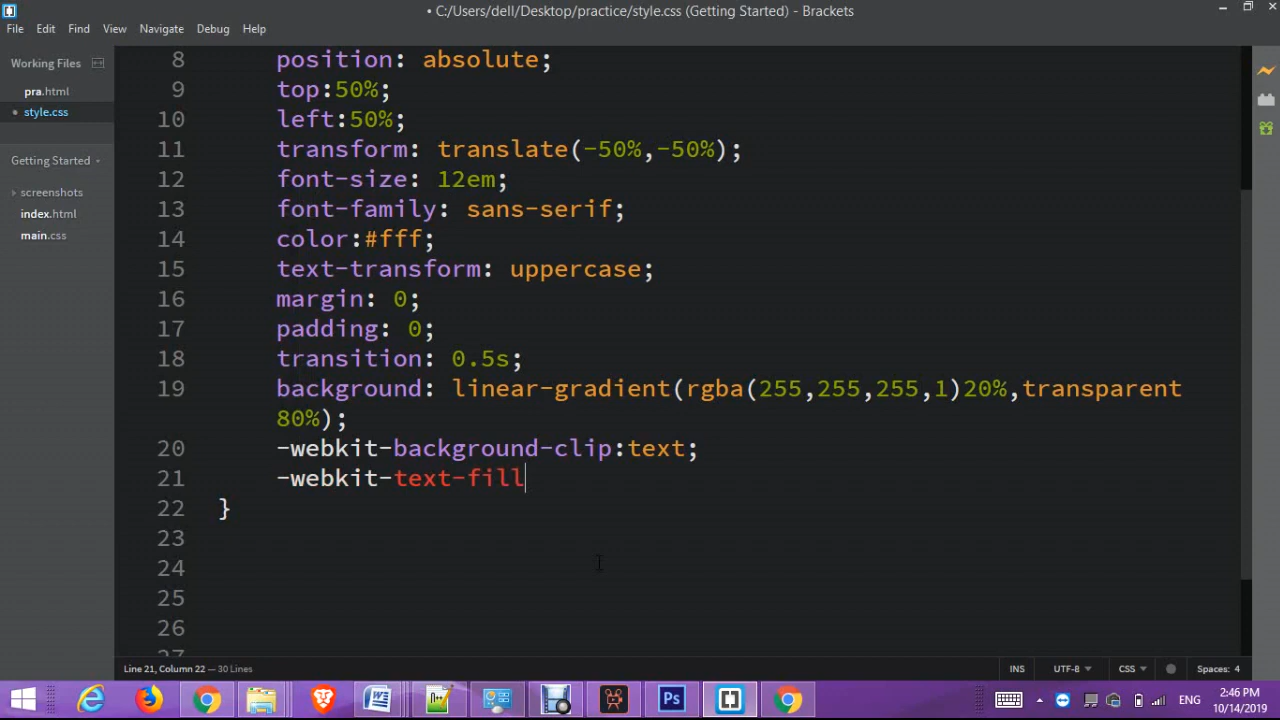 • C:/Users/dell/Desktop/practice/style.css (Getting Started) - Brackets
File Edit Find View Navigate Debug Help
Working Files
pra.html
• style.css
Getting Started
screenshots
index.html
main.css
8 position: absolute;
9 top:50%;
10 left:50%;
11 transform: translate(-50%,-50%);
12 font-size: 12em;
13 font-family: sans-serif;
14 color:#fff;
15 text-transform: uppercase;
16 margin: 0;
17 padding: 0;
18 transition: 0.5s;
19 background: linear-gradient(rgba(255,255,255,1)20%,transparent
80%);
20 -webkit-background-clip:text;
21 -webkit-text-fill
22 }
23
24
25
26
27
Line 21, Column 22 — 30 Lines
INS UTF-8 CSS Spaces: 4
W Ps ENG 2:46 PM
10/14/2019